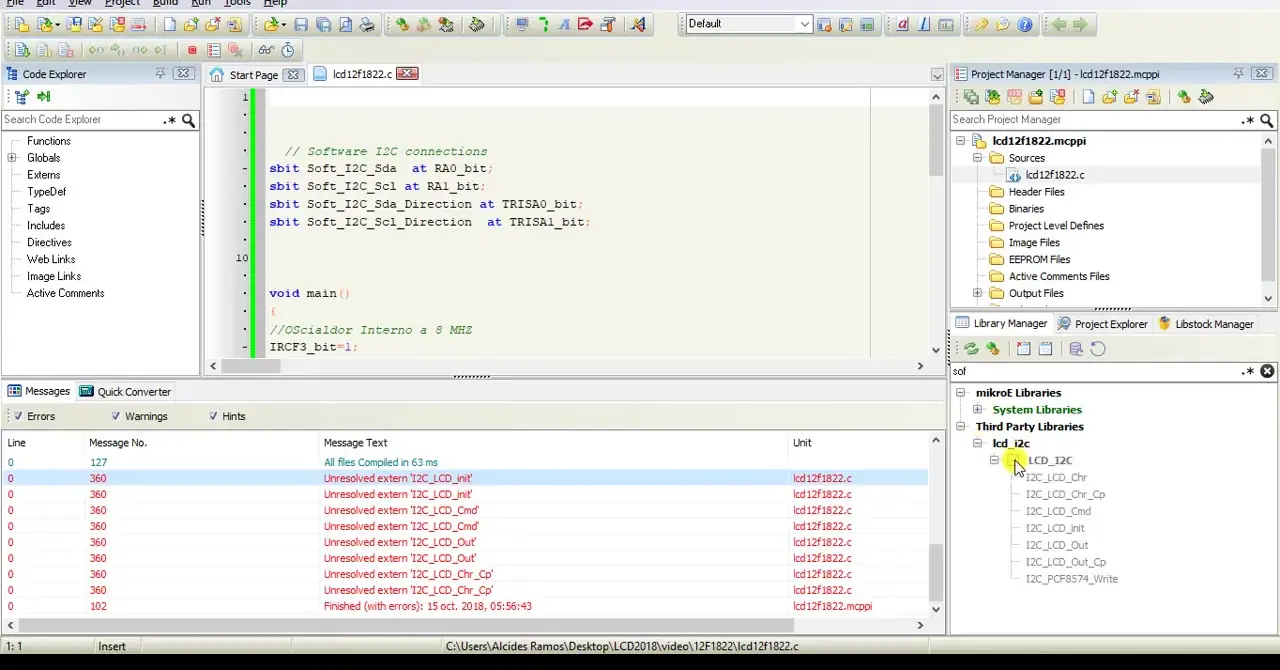 File Edit View Project Build Run Tools Help
Default
Code Explorer
Search Code Explorer
Functions
Globals
Externs
TypeDef
Tags
Includes
Directives
Web Links
Image Links
Active Comments
Start Page
lcd12f1822.c
1
// Software I2C connections
sbit Soft_I2C_Sda at RA0_bit;
sbit Soft_I2C_Scl at RA1_bit;
sbit Soft_I2C_Sda_Direction at TRISA0_bit;
sbit Soft_I2C_Scl_Direction at TRISA1_bit;
10
void main()
{
//OScialdor Interno a 8 MHZ
IRCF3_bit=1;
Project Manager [1/1] - lcd12f1822.mcppi
Search Project Manager
lcd12f1822.mcppi
Sources
lcd12f1822.c
Header Files
Binaries
Project Level Defines
Image Files
EEPROM Files
Active Comments Files
Output Files
Library Manager Project Explorer Libstock Manager
sof
mikroE Libraries
System Libraries
Third Party Libraries
lcd_i2c
LCD_I2C
I2C_LCD_Chr
I2C_LCD_Chr_Cp
I2C_LCD_Cmd
I2C_LCD_init
I2C_LCD_Out
I2C_LCD_Out_Cp
I2C_PCF8574_Write
Messages Quick Converter
Errors Warnings Hints
Line Message No. Message Text Unit
0 127 All files Compiled in 63 ms
0 360 Unresolved extern 'I2C_LCD_init' lcd12f1822.c
0 360 Unresolved extern 'I2C_LCD_init' lcd12f1822.c
0 360 Unresolved extern 'I2C_LCD_Cmd' lcd12f1822.c
0 360 Unresolved extern 'I2C_LCD_Cmd' lcd12f1822.c
0 360 Unresolved extern 'I2C_LCD_Out' lcd12f1822.c
0 360 Unresolved extern 'I2C_LCD_Out' lcd12f1822.c
0 360 Unresolved extern 'I2C_LCD_Chr_Cp' lcd12f1822.c
0 360 Unresolved extern 'I2C_LCD_Chr_Cp' lcd12f1822.c
0 102 Finished (with errors): 15 oct. 2018, 05:56:43 lcd12f1822.mcppi
1: 1 Insert C:\Users\Alcides Ramos\Desktop\LCD2018\video\12F1822\lcd12f1822.c